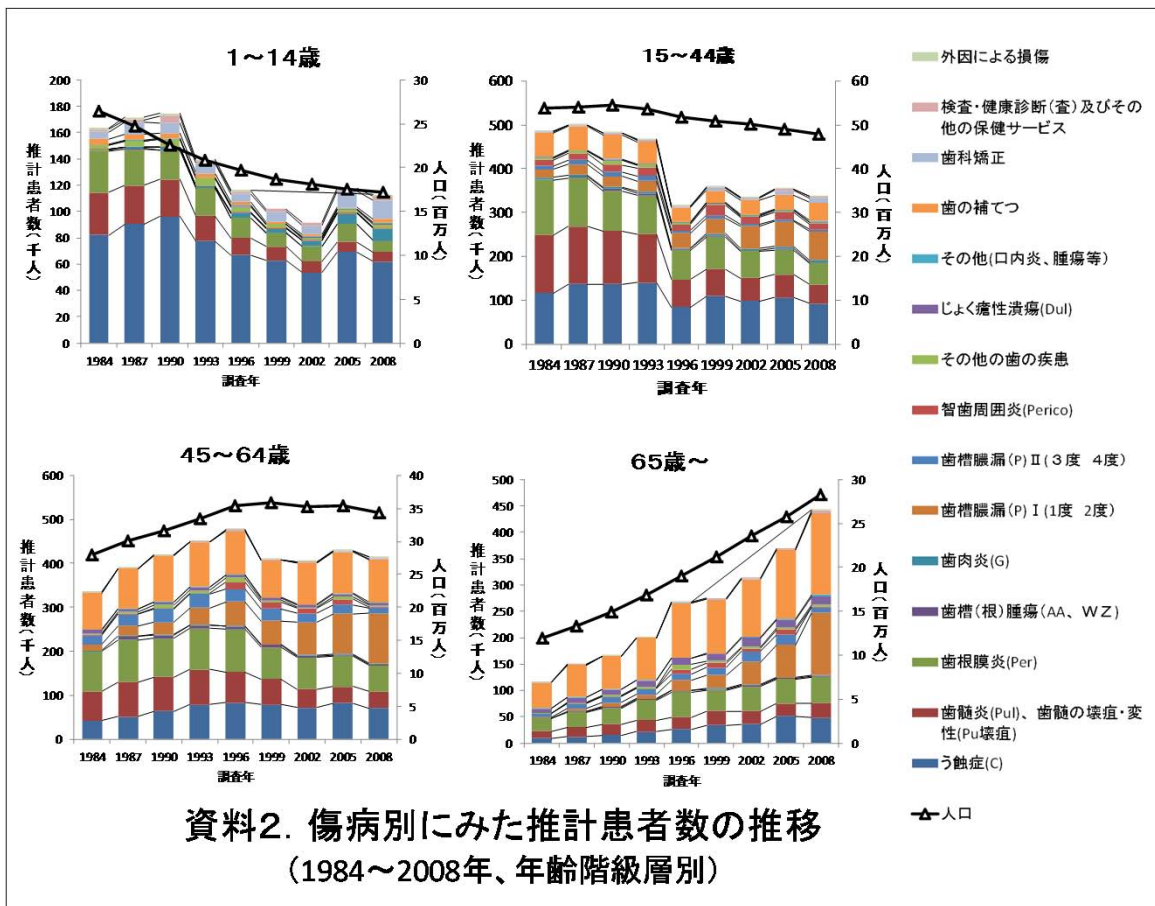 1～14歳
推計患者数(千人)
200
180
160
140
120
100
80
60
40
20
0
30
25
20
15
10
5
0
人口(百万人)
1984 1987 1990 1993 1996 1999 2002 2005 2008
調査年
15～44歳
推計患者数(千人)
600
500
400
300
200
100
0
60
50
40
30
20
10
0
人口(百万人)
1984 1987 1990 1993 1996 1999 2002 2005 2008
調査年
45～64歳
推計患者数(千人)
600
500
400
300
200
100
0
40
35
30
25
20
15
10
5
0
人口(百万人)
1984 1987 1990 1993 1996 1999 2002 2005 2008
調査年
65歳～
推計患者数(千人)
500
450
400
350
300
250
200
150
100
50
0
30
25
20
15
10
5
0
人口(百万人)
1984 1987 1990 1993 1996 1999 2002 2005 2008
調査年
外因による損傷
検査・健康診断(査)及びその
他の保健サービス
歯科矯正
歯の補てつ
その他(口内炎、腫瘍等)
じょく瘡性潰瘍(Dul)
その他の歯の疾患
智歯周囲炎(Perico)
歯槽膿漏(P)Ⅱ(3度 4度)
歯槽膿漏(P)Ⅰ(1度 2度)
歯肉炎(G)
歯槽(根)腫瘍(AA、WZ)
歯根膜炎(Per)
歯髄炎(Pul)、歯髄の壊疽・変
性(Pu壊疽)
う蝕症(C)
人口
資料2. 傷病別にみた推計患者数の推移
(1984～2008年、年齢階級層別)